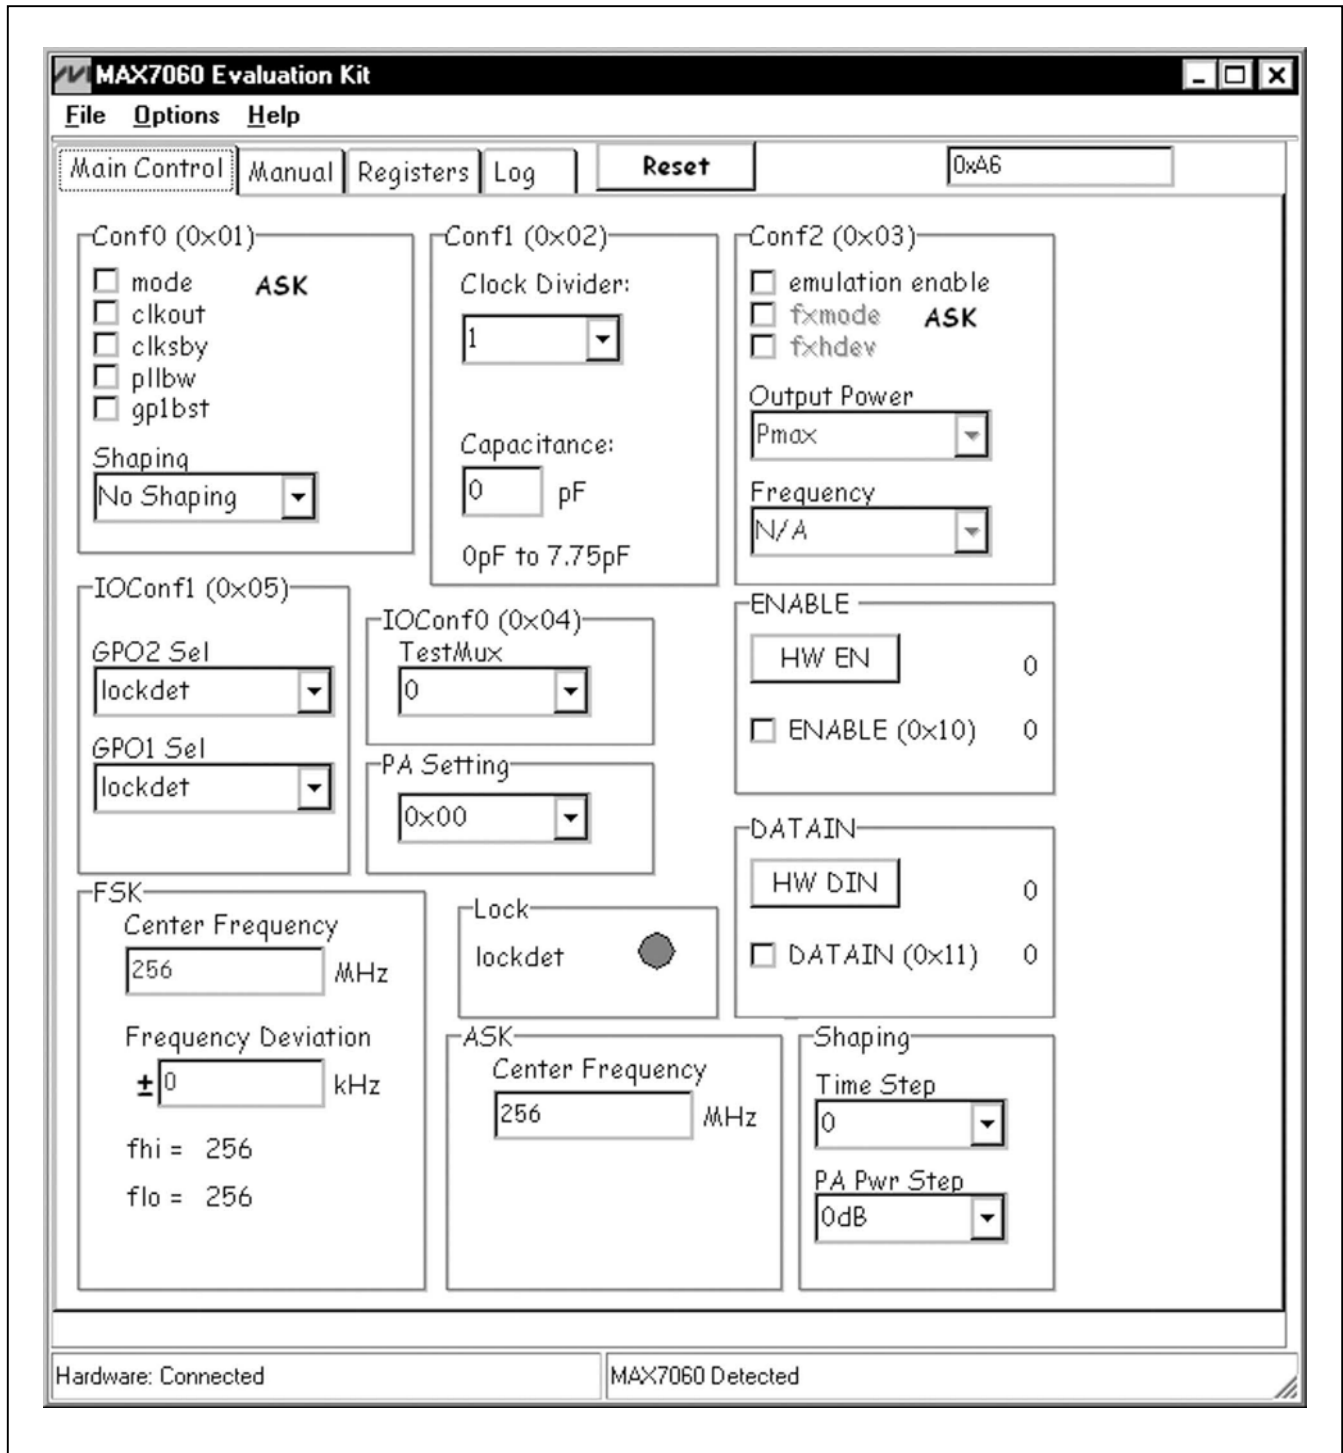 MAX7060 Evaluation Kit
File Options Help
Main Control Manual Registers Log Reset 0xA6
Conf0 (0x01)
mode ASK
clkout
clksby
pllbw
gp1bst
Shaping
No Shaping
Conf1 (0x02)
Clock Divider:
1
Capacitance:
0 pF
0pF to 7.75pF
Conf2 (0x03)
emulation enable
fxmode ASK
fxhdev
Output Power
Pmax
Frequency
N/A
IOConf1 (0x05)
GPO2 Sel
lockdet
GPO1 Sel
lockdet
IOConf0 (0x04)
TestMux
0
PA Setting
0x00
ENABLE
HW EN 0
ENABLE (0x10) 0
DATAIN
HW DIN 0
DATAIN (0x11) 0
FSK
Center Frequency
256 MHz
Frequency Deviation
±0 kHz
fhi = 256
flo = 256
Lock
lockdet
ASK
Center Frequency
256 MHz
Shaping
Time Step
0
PA Pwr Step
0dB
Hardware: Connected MAX7060 Detected